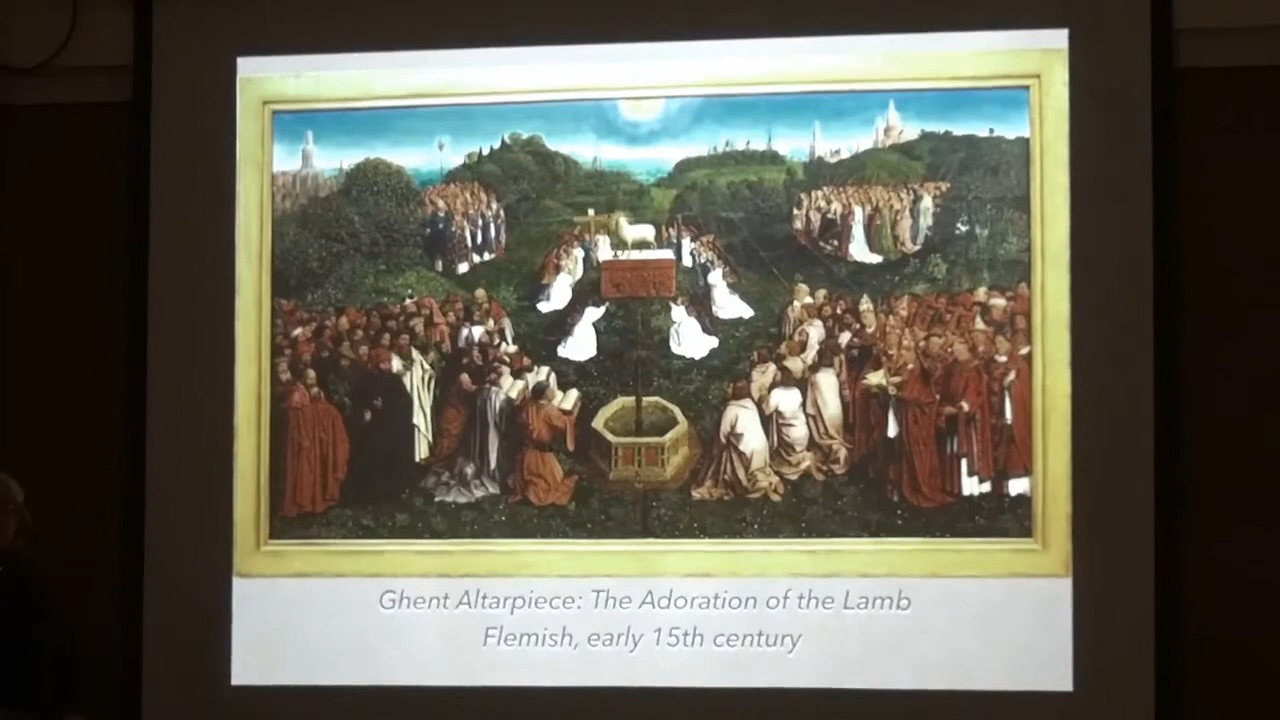 Ghent Altarpiece: The Adoration of the Lamb
Flemish, early 15th century